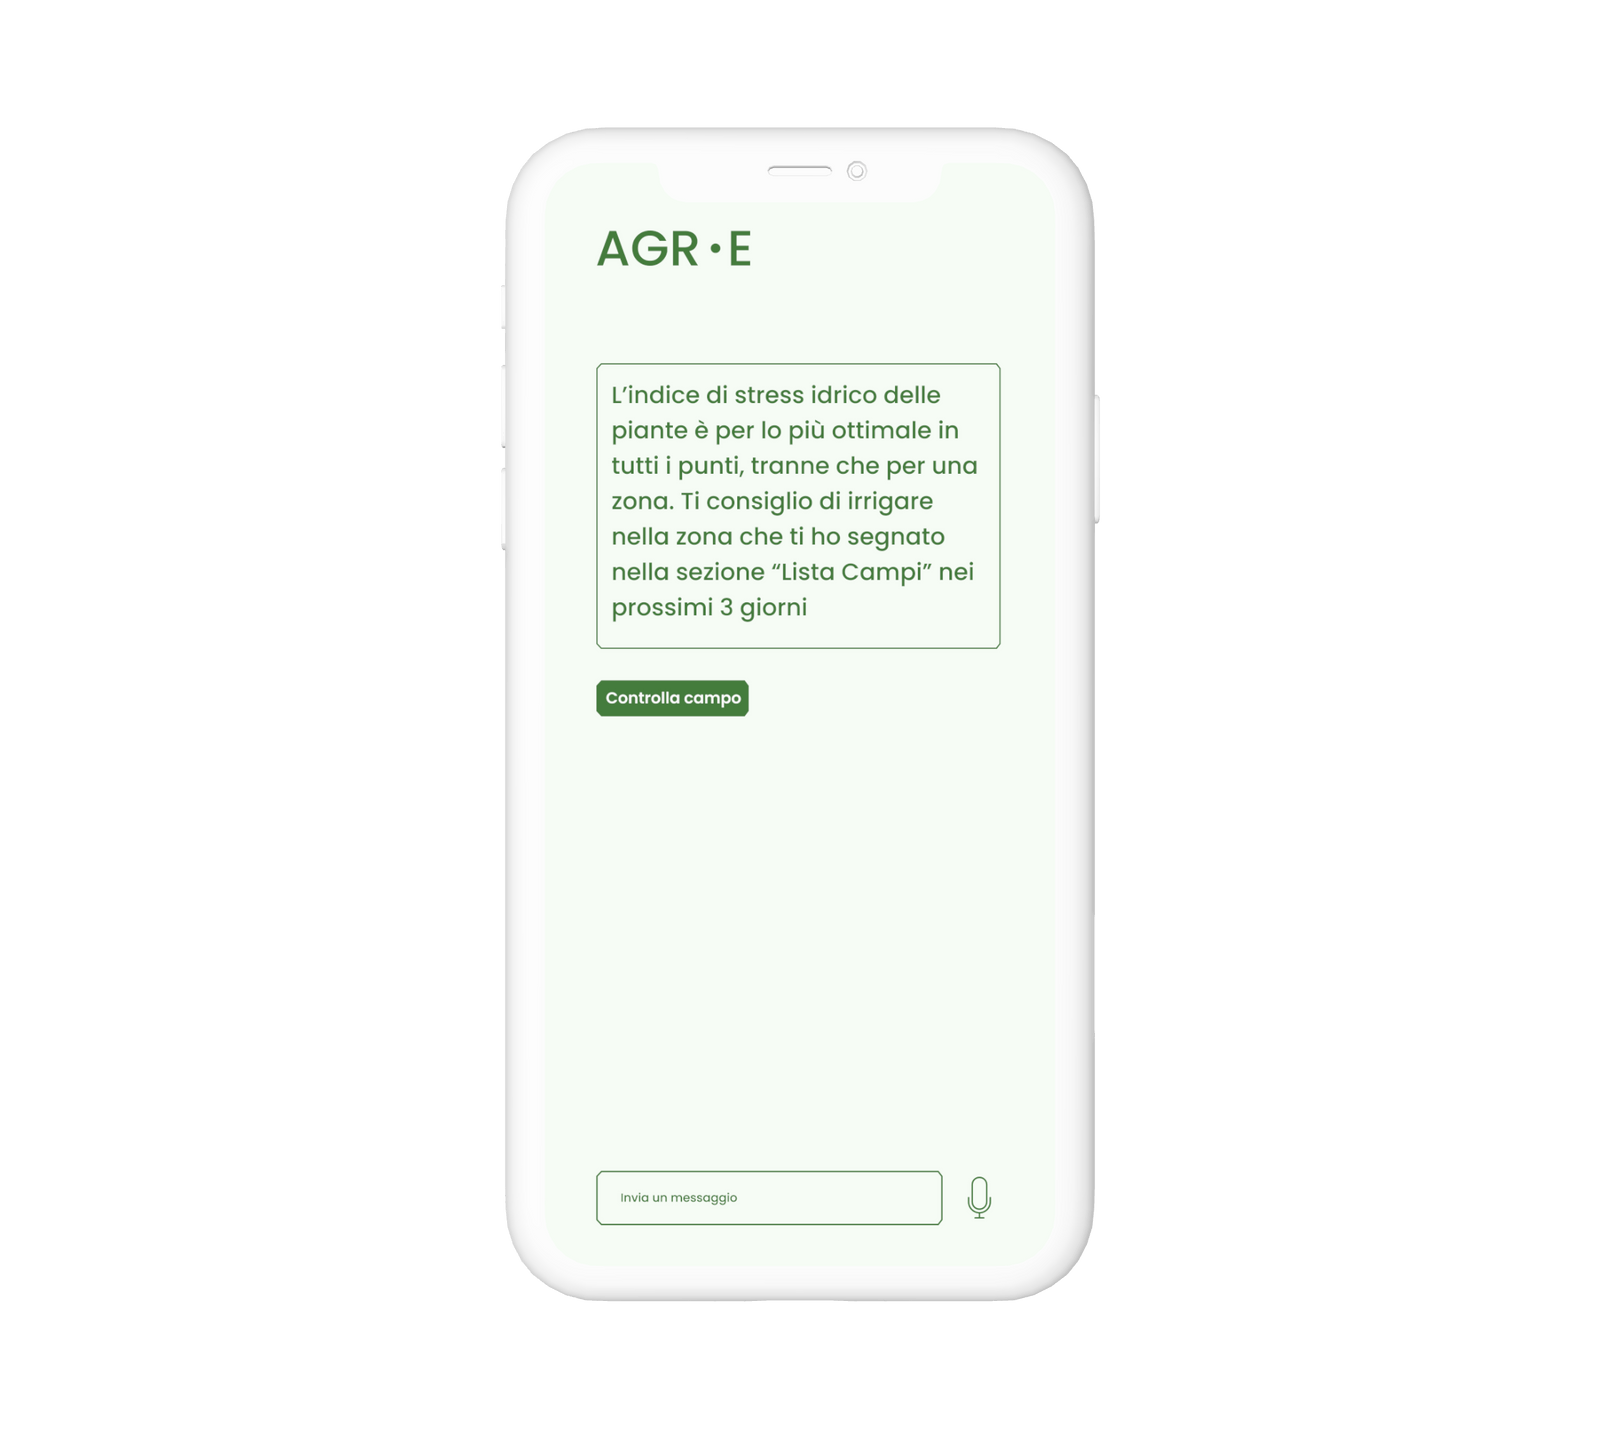 AGR•E
L’indice di stress idrico delle
piante è per lo più ottimale in
tutti i punti, tranne che per una
zona. Ti consiglio di irrigare
nella zona che ti ho segnato
nella sezione “Lista Campi” nei
prossimi 3 giorni
Controlla campo
Invia un messaggio